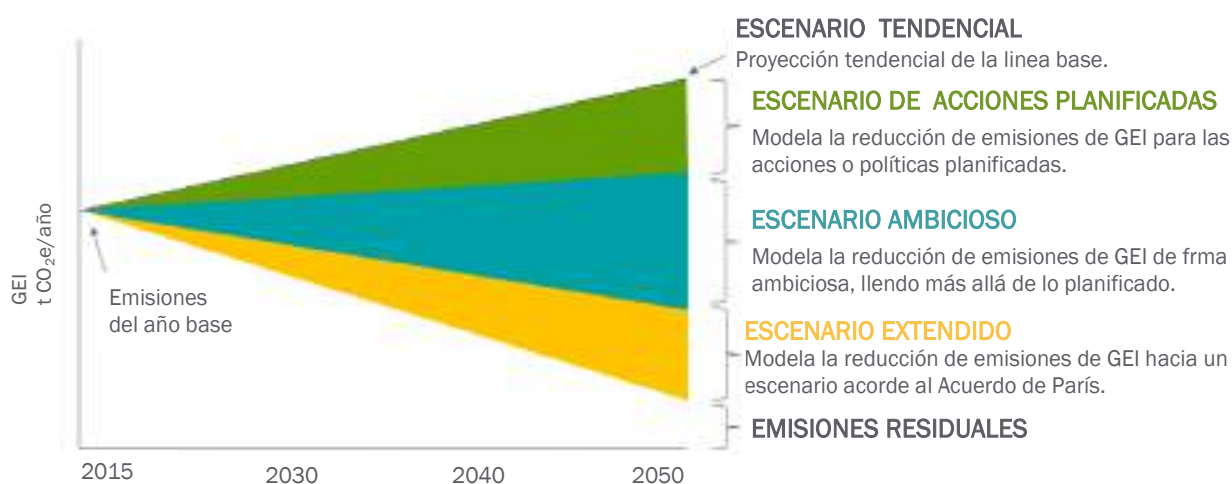 ESCENARIO TENDENCIAL
Proyección tendencial de la linea base.
ESCENARIO DE ACCIONES PLANIFICADAS
Modela la reducción de emisiones de GEI para las
acciones o políticas planificadas.
ESCENARIO AMBICIOSO
Modela la reducción de emisiones de GEI de frma
ambiciosa, llendo más allá de lo planificado.
ESCENARIO EXTENDIDO
Modela la reducción de emisiones de GEI hacia un
escenario acorde al Acuerdo de París.
EMISIONES RESIDUALES
GEI
t CO₂e/año
Emisiones
del año base
2015 2030 2040 2050